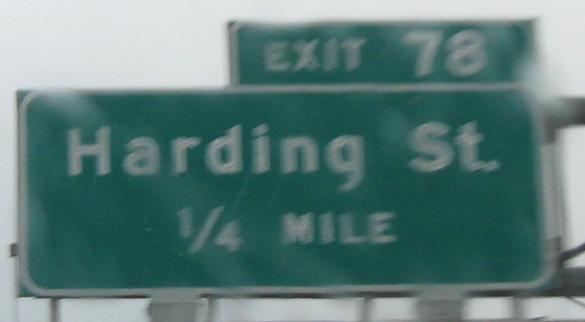 EXIT 78
Harding St.
1/4 MILE